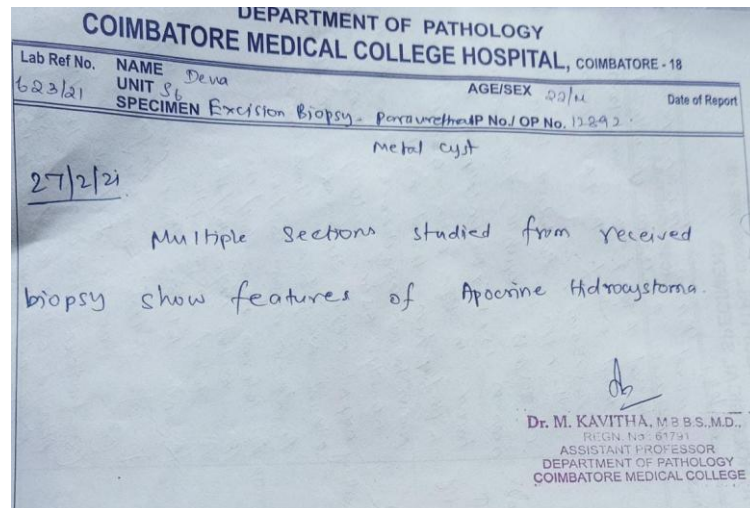 DEPARTMENT OF PATHOLOGY
COIMBATORE MEDICAL COLLEGE HOSPITAL, COIMBATORE - 18
Lab Ref No. NAME Deva AGE/SEX 22/M Date of Report
623/21 UNIT S6
SPECIMEN Excision Biopsy - Paraurethral IP No./ OP No. 12892
Metal cyst
27/2/21
Multiple Sections studied from received
biopsy show features of Apocrine Hidrocystoma.
Dr. M. KAVITHA, M.B.B.S.,M.D.,
REGN. No : 61791
ASSISTANT PROFESSOR
DEPARTMENT OF PATHOLOGY
COIMBATORE MEDICAL COLLEGE